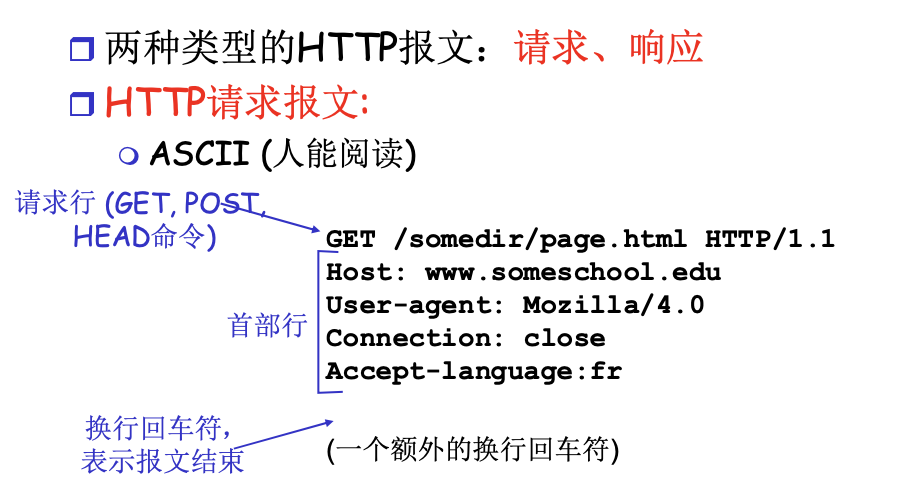 两种类型的HTTP报文：请求、响应
HTTP请求报文:
ASCII (人能阅读)
请求行 (GET, POST,
HEAD命令)
GET /somedir/page.html HTTP/1.1
Host: www.someschool.edu
User-agent: Mozilla/4.0
Connection: close
Accept-language:fr
首部行
换行回车符，
表示报文结束
(一个额外的换行回车符)